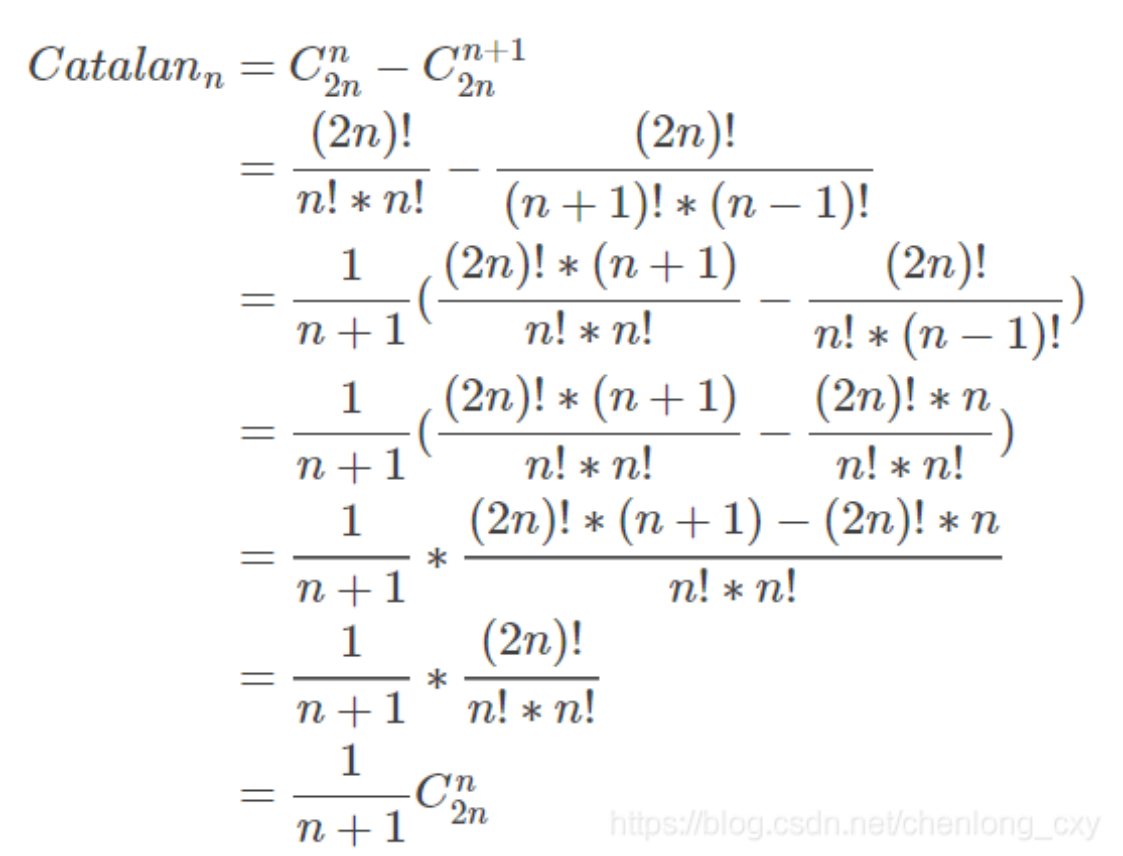 $Catalan_n = C_{2n}^{n} - C_{2n}^{n+1}$
$= \frac{(2n)!}{n! * n!} - \frac{(2n)!}{(n+1)! * (n-1)!}$
$= \frac{1}{n+1}(\frac{(2n)! * (n+1)}{n! * n!} - \frac{(2n)!}{n! * (n-1)!})$
$= \frac{1}{n+1}(\frac{(2n)! * (n+1)}{n! * n!} - \frac{(2n)! * n}{n! * n!})$
$= \frac{1}{n+1} * \frac{(2n)! * (n+1) - (2n)! * n}{n! * n!}$
$= \frac{1}{n+1} * \frac{(2n)!}{n! * n!}$
$= \frac{1}{n+1} C_{2n}^{n}$
https://blog.csdn.net/chenlong_cxy